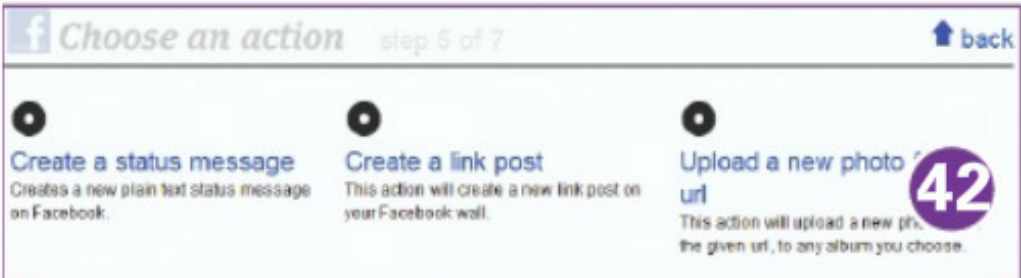 f Choose an action step 5 of 7
back
Create a status message
Creates a new plain text status message
on Facebook.
Create a link post
This action will create a new link post on
your Facebook wall.
Upload a new photo
url
42
This action will upload a new
the given url, to any album you choose.